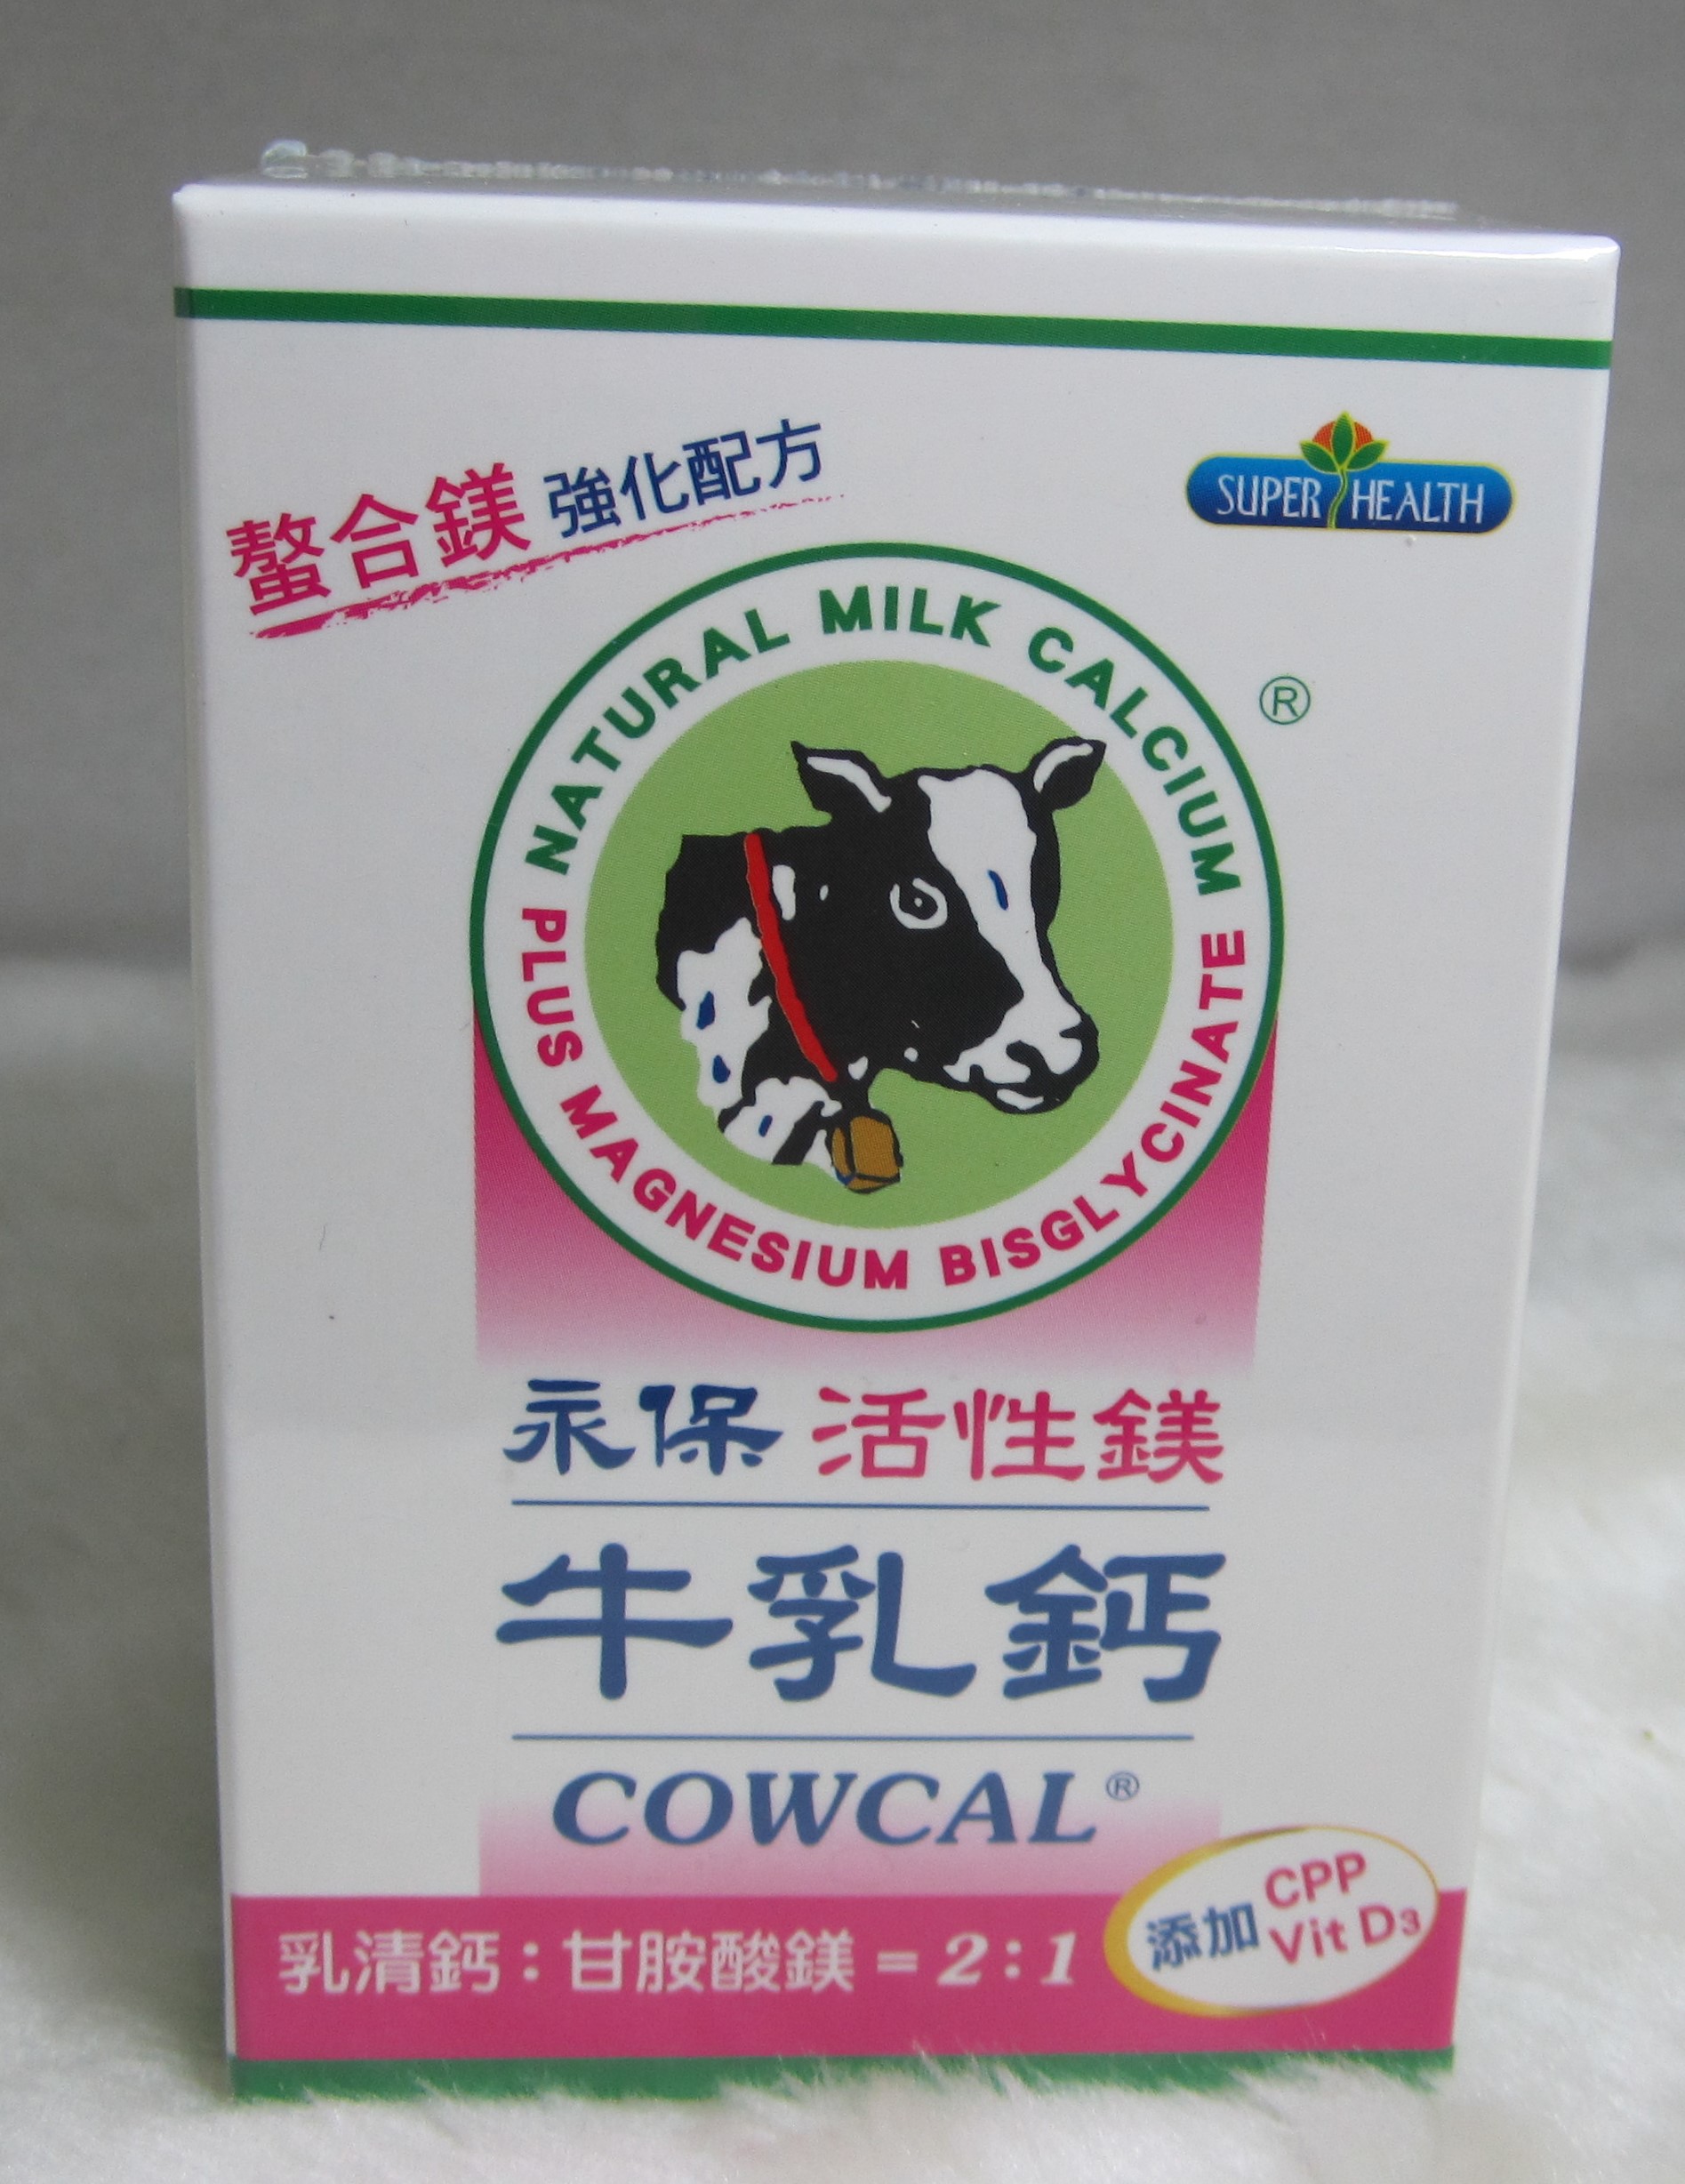 螯合鎂 強化配方
SUPER HEALTH
NATURAL MILK CALCIUM
®
PLUS MAGNESIUM BISGLYCINATE
永保 活性鎂
牛乳鈣
COWCAL®
添加 CPP
Vit D3
乳清鈣：甘胺酸鎂＝2：1